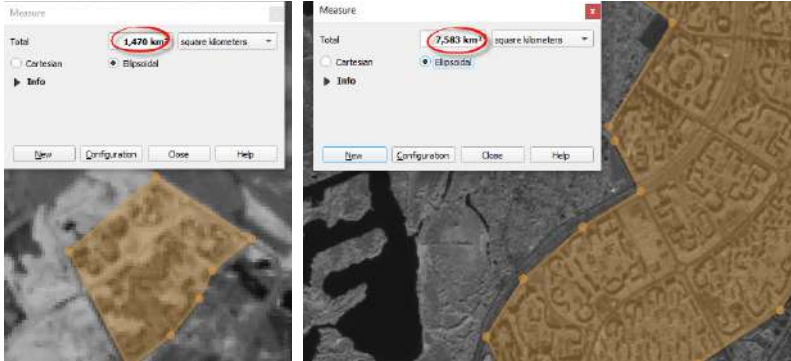 Measure
Total 1,470 km² square kilometers
Cartesian Ellipsoidal
Info
New Configuration Close Help
Measure
Total 7,583 km² square kilometers
Cartesian Ellipsoidal
Info
New Configuration Close Help